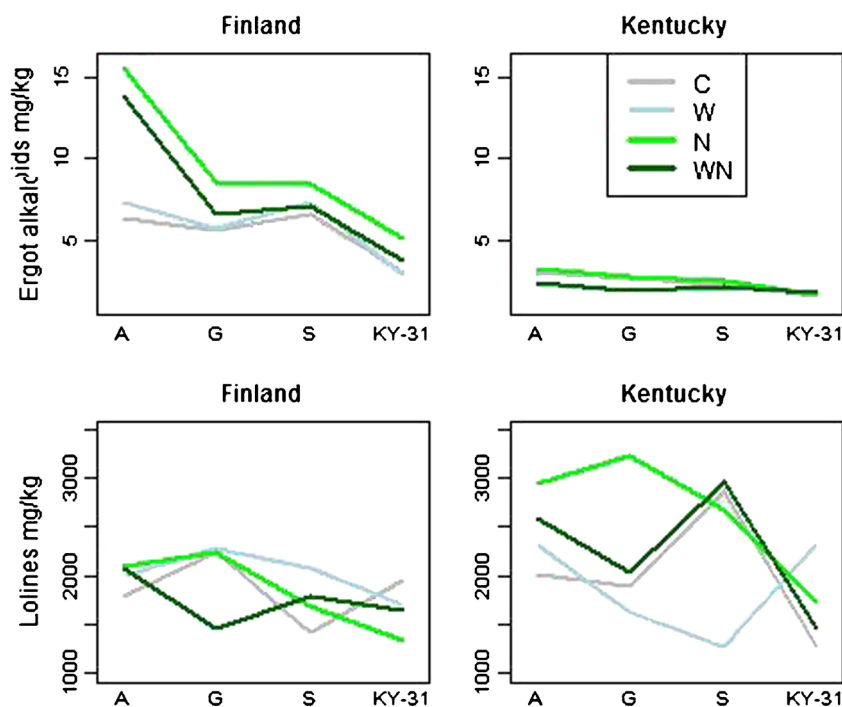 Finland
Kentucky
Ergot alkaloids mg/kg
15
10
5
A G S KY-31
15
10
5
C
W
N
WN
A G S KY-31
Finland
Kentucky
Lolines mg/kg
3000
2000
1000
A G S KY-31
3000
2000
1000
A G S KY-31